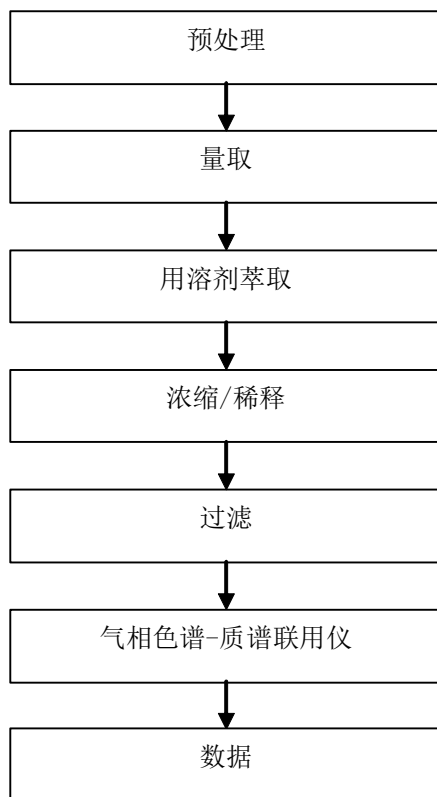 预处理
量取
用溶剂萃取
浓缩/稀释
过滤
气相色谱-质谱联用仪
数据